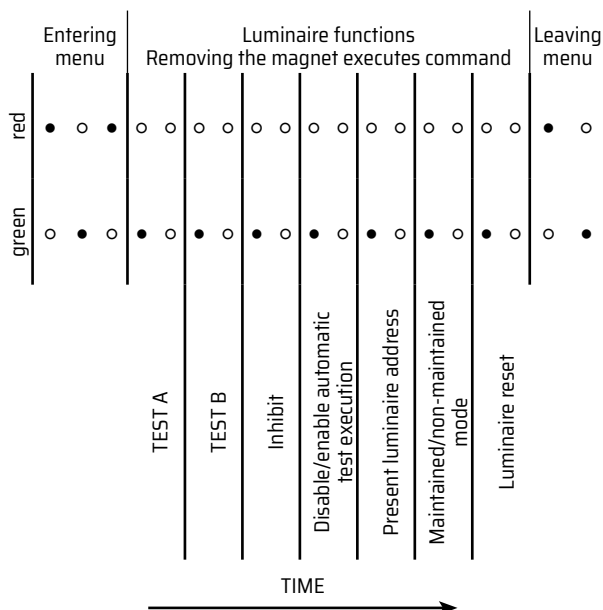 Entering
menu
Luminaire functions
Removing the magnet executes command
Leaving
menu
red
green
TEST A
TEST B
Inhibit
Disable/enable automatic
test execution
Present luminaire address
Maintained/non-maintained
mode
Luminaire reset
TIME